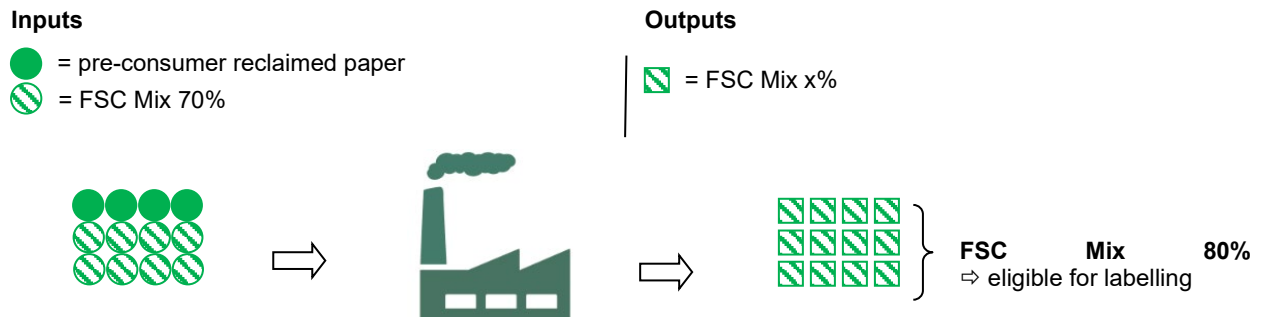 Inputs
= pre-consumer reclaimed paper
= FSC Mix 70%
Outputs
= FSC Mix x%
FSC Mix 80%
⇨ eligible for labelling